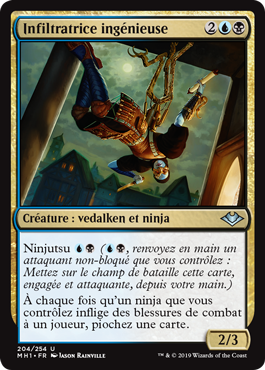 Infiltratrice ingénieuse 2
Créature : vedalken et ninja
Ninjutsu (, renvoyez en main un
attaquant non-bloqué que vous contrôlez :
Mettez sur le champ de bataille cette carte,
engagée et attaquante, depuis votre main.)
À chaque fois qu'un ninja que vous
contrôlez inflige des blessures de combat
à un joueur, piochez une carte.
2/3
204/254 U
MH1 • FR Jason Rainville
™ & © 2019 Wizards of the Coast